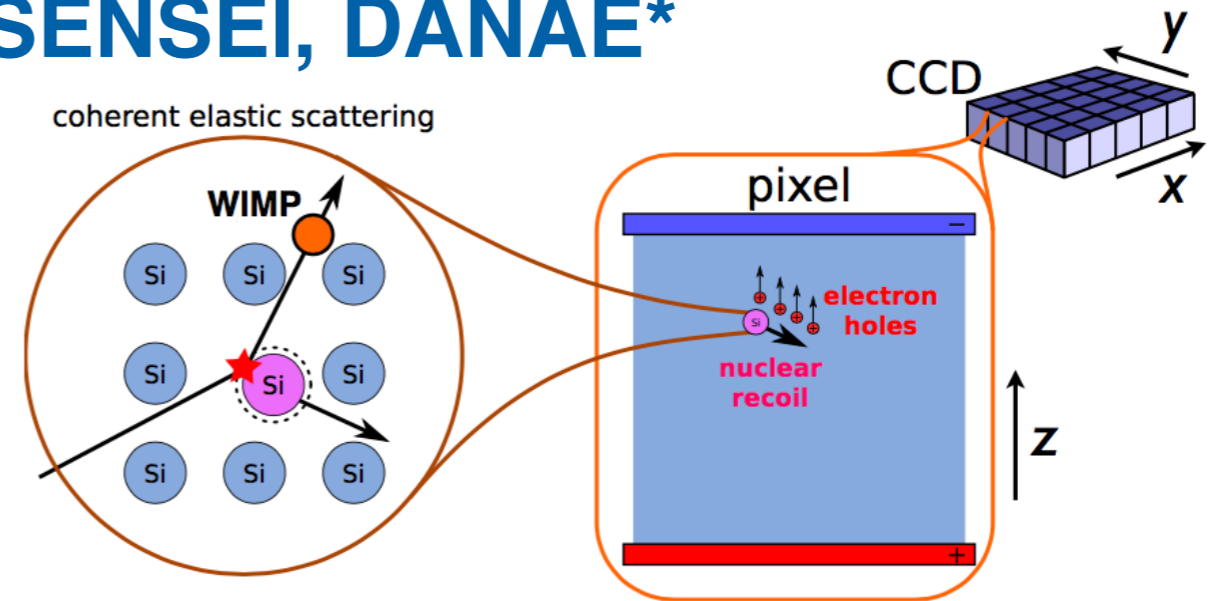 SENSEI, DANAE*
coherent elastic scattering
WIMP
Si Si Si
Si Si Si
Si Si Si
CCD
y
x
pixel
−
Si
electron
holes
nuclear
recoil
z
+